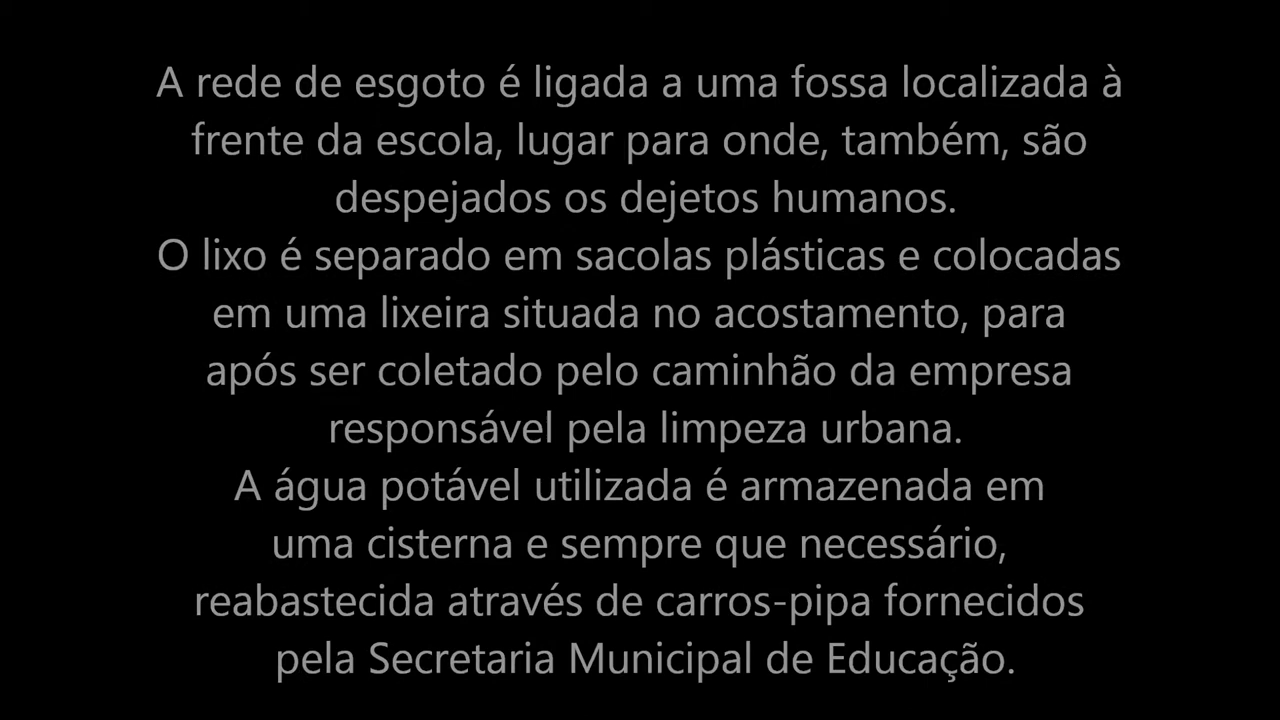 A rede de esgoto é ligada a uma fossa localizada à
frente da escola, lugar para onde, também, são
despejados os dejetos humanos.
O lixo é separado em sacolas plásticas e colocadas
em uma lixeira situada no acostamento, para
após ser coletado pelo caminhão da empresa
responsável pela limpeza urbana.
A água potável utilizada é armazenada em
uma cisterna e sempre que necessário,
reabastecida através de carros-pipa fornecidos
pela Secretaria Municipal de Educação.